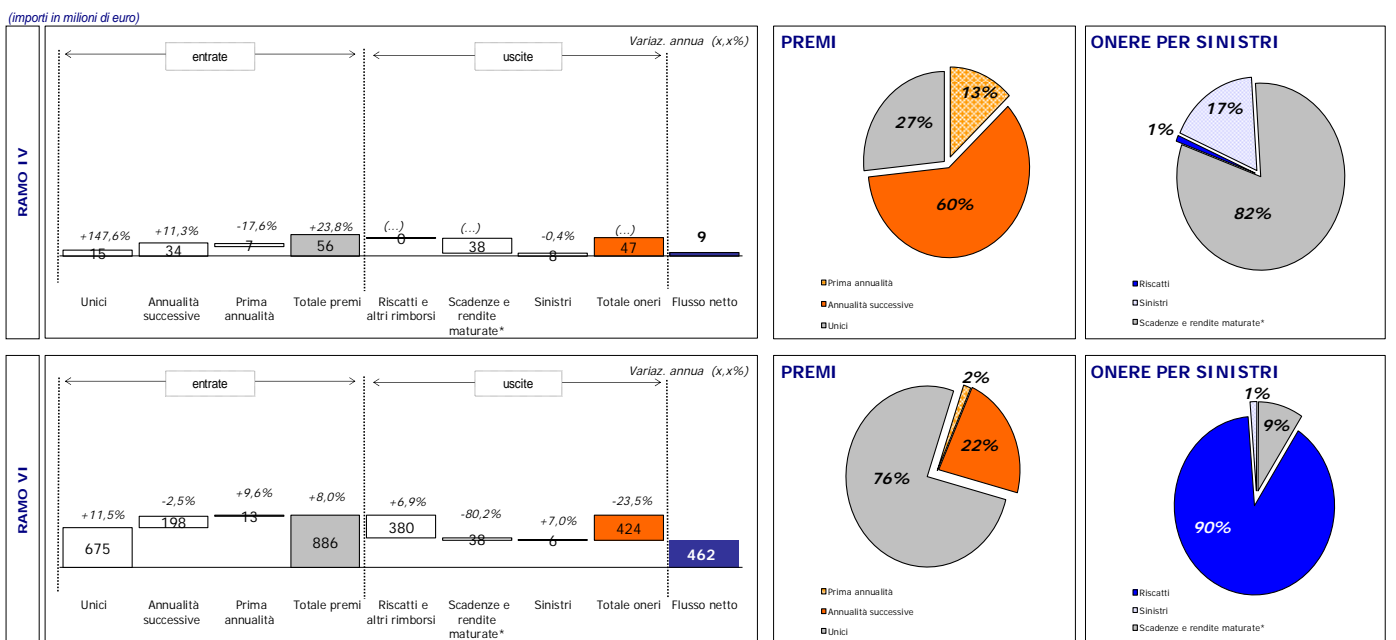 (importi in milioni di euro)
RAMO IV
Variaz. annua (x,x%)
entrate
uscite
+147,6%
+11,3%
-17,6%
+23,8%
(...)
(...)
-0,4%
(...)
15
34
7
56
0
38
8
47
9
Unici
Annualità successive
Prima annualità
Totale premi
Riscatti e altri rimborsi
Scadenze e rendite maturate*
Sinistri
Totale oneri
Flusso netto
PREMI
13%
27%
60%
Prima annualità
Annualità successive
Unici
ONERE PER SINISTRI
17%
1%
82%
Riscatti
Sinistri
Scadenze e rendite maturate*
RAMO VI
Variaz. annua (x,x%)
entrate
uscite
+11,5%
-2,5%
+9,6%
+8,0%
+6,9%
-80,2%
+7,0%
-23,5%
675
198
13
886
380
38
6
424
462
Unici
Annualità successive
Prima annualità
Totale premi
Riscatti e altri rimborsi
Scadenze e rendite maturate*
Sinistri
Totale oneri
Flusso netto
PREMI
2%
22%
76%
Prima annualità
Annualità successive
Unici
ONERE PER SINISTRI
1%
9%
90%
Riscatti
Sinistri
Scadenze e rendite maturate*